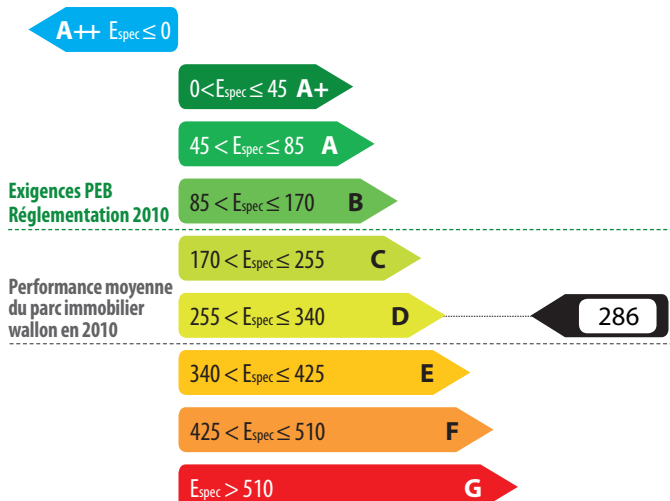 A++ Espec ≤ 0
0 < Espec ≤ 45 A+
45 < Espec ≤ 85 A
Exigences PEB
Réglementation 2010
85 < Espec ≤ 170 B
170 < Espec ≤ 255 C
Performance moyenne
du parc immobilier
wallon en 2010
255 < Espec ≤ 340 D
286
340 < Espec ≤ 425 E
425 < Espec ≤ 510 F
Espec > 510 G